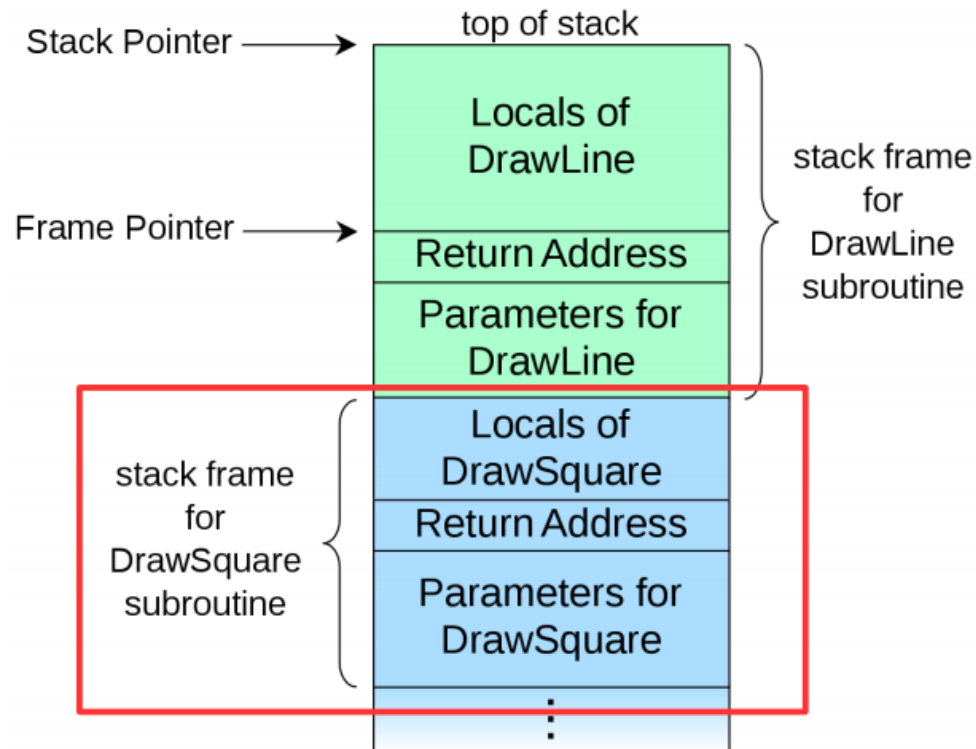 top of stack
Stack Pointer
Locals of
DrawLine
stack frame
for
DrawLine
subroutine
Frame Pointer
Return Address
Parameters for
DrawLine
Locals of
DrawSquare
stack frame
for
DrawSquare
subroutine
Return Address
Parameters for
DrawSquare
⋮